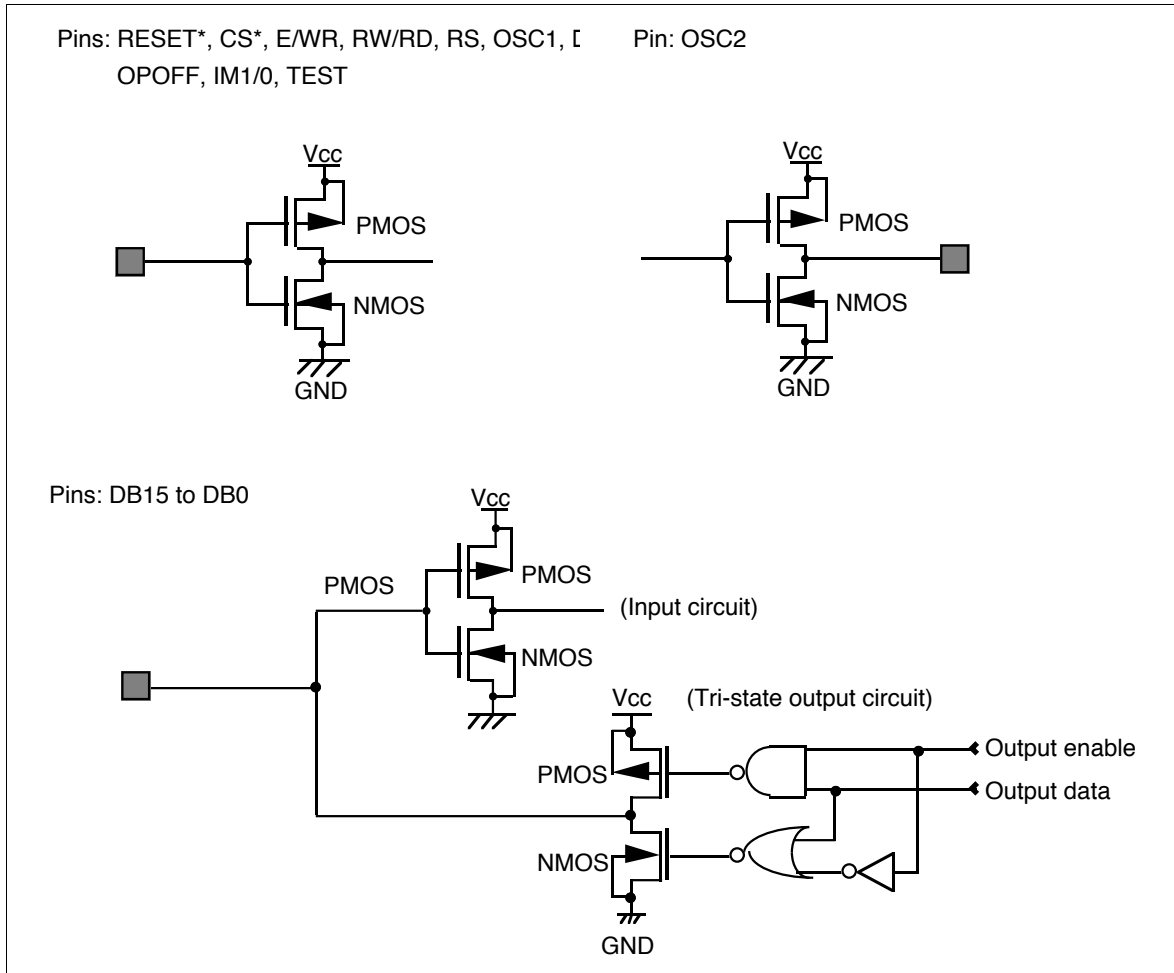 Pins: RESET*, CS*, E/WR, RW/RD, RS, OSC1,
OPOFF, IM1/0, TEST
Pin: OSC2
Vcc
PMOS
NMOS
GND
Vcc
PMOS
NMOS
GND
Pins: DB15 to DB0
Vcc
PMOS
PMOS
(Input circuit)
NMOS
Vcc
(Tri-state output circuit)
Output enable
PMOS
Output data
NMOS
GND